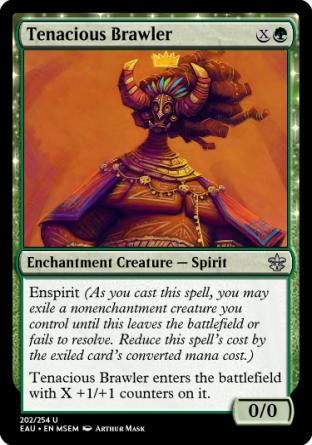 Tenacious Brawler X
Enchantment Creature — Spirit
Enspirit (As you cast this spell, you may
exile a nonenchantment creature you
control until this leaves the battlefield or
fails to resolve. Reduce this spell's cost by
the exiled card's converted mana cost.)
Tenacious Brawler enters the battlefield
with X +1/+1 counters on it.
0/0
202/254 U
EAU • EN MSEM Arthur Mask